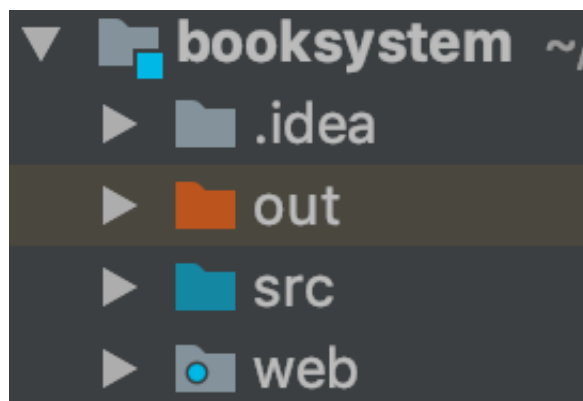 booksystem ~/
.idea
out
src
web